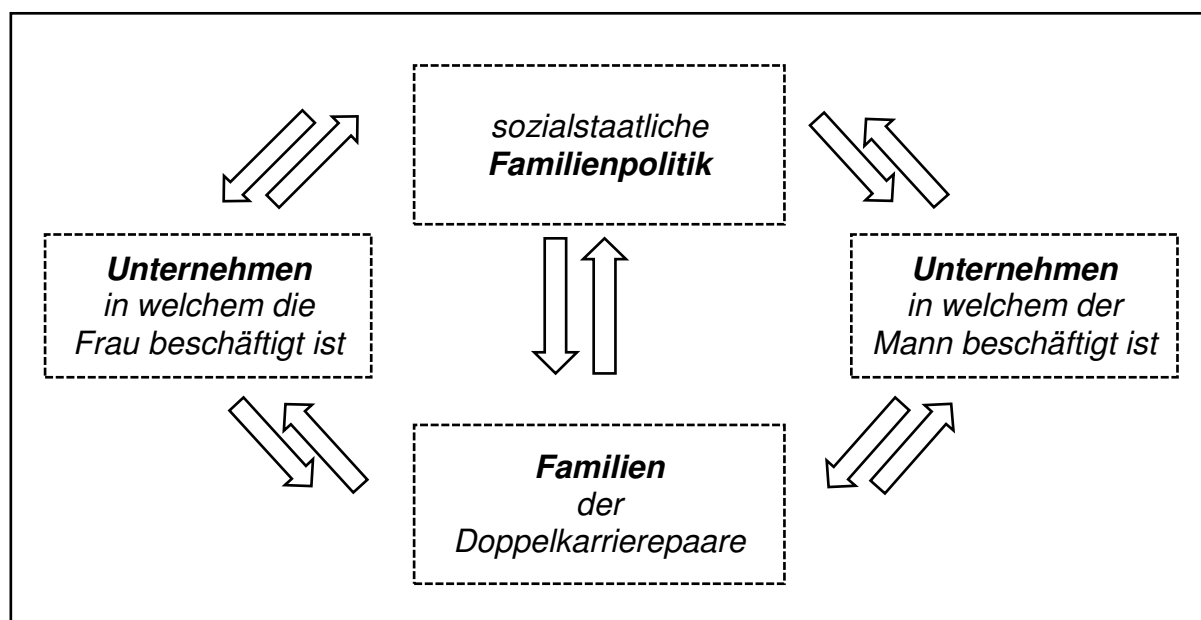 sozialstaatliche
Familienpolitik
Unternehmen
in welchem die
Frau beschäftigt ist
Unternehmen
in welchem der
Mann beschäftigt ist
Familien
der
Doppelkarrierepaare